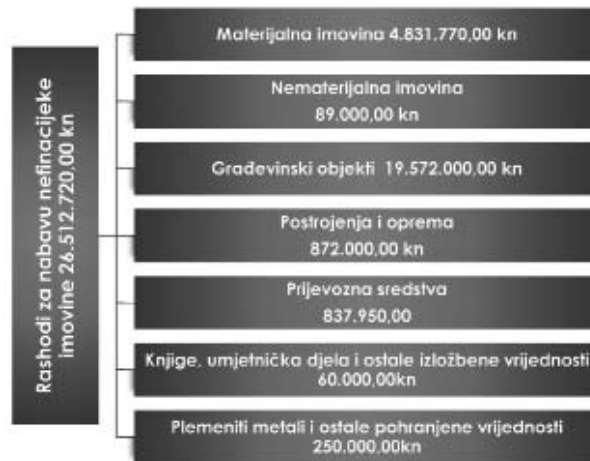 Rashodi za nabavu nefinacijeke
imovine 26.512.720,00 kn
Materijalna imovina 4.831.770,00 kn
Nematerijalna imovina
89.000,00 kn
Građevinski objekti 19.572.000,00 kn
Postrojenja i oprema
872.000,00 kn
Prijevozna sredstva
837.950,00
Knjige, umjetnička djela i ostale izložbene vrijednosti
60.000,00kn
Plemeniti metali i ostale pohranjene vrijednosti
250.000,00kn